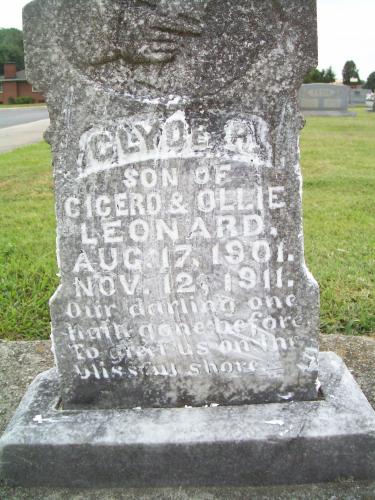 CLYDE R.
SON OF
CICERO & OLLIE
LEONARD.
AUG. 17, 1901.
NOV. 12, 1911.
Our darling one
hath gone before
to greet us on the
blissful shore